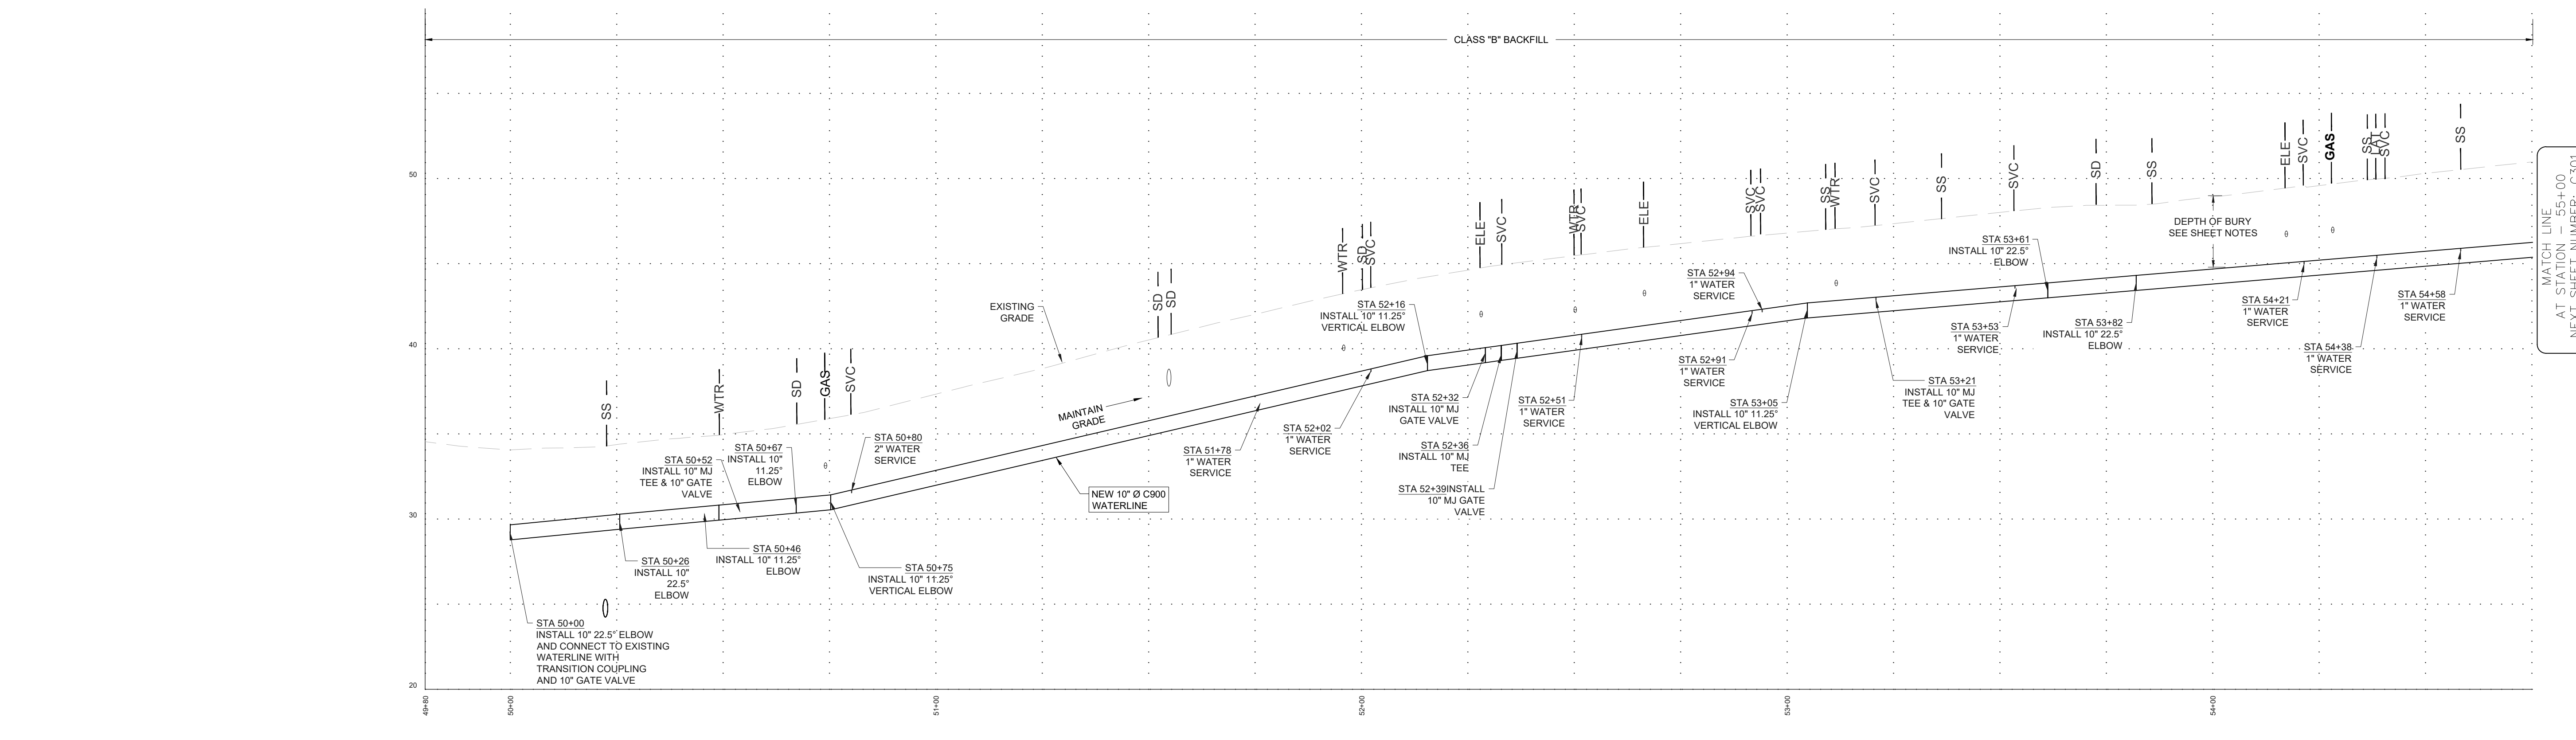 CLASS "B" BACKFILL
50
40
30
20
SS
WTR
SD
GAS
SVC
SD
SD
WTR
SD
SVC
ELE
SVC
WTR
SVC
ELE
SVC
SVC
SS
WTR
SVC
SS
SVC
SD
SS
ELE
SVC
GAS
SS
LAT
SVC
SS
EXISTING
GRADE
MAINTAIN
GRADE
NEW 10" Ø C900
WATERLINE
DEPTH OF BURY
SEE SHEET NOTES
STA 50+00
INSTALL 10" 22.5° ELBOW
AND CONNECT TO EXISTING
WATERLINE WITH
TRANSITION COUPLING
AND 10" GATE VALVE
STA 50+26
INSTALL 10"
22.5°
ELBOW
STA 50+46
INSTALL 10" 11.25°
ELBOW
STA 50+52
INSTALL 10" MJ
TEE & 10" GATE
VALVE
STA 50+67
INSTALL 10"
11.25°
ELBOW
STA 50+75
INSTALL 10" 11.25°
VERTICAL ELBOW
STA 50+80
2" WATER
SERVICE
STA 51+78
1" WATER
SERVICE
STA 52+02
1" WATER
SERVICE
STA 52+16
INSTALL 10" 11.25°
VERTICAL ELBOW
STA 52+32
INSTALL 10" MJ
GATE VALVE
STA 52+36
INSTALL 10" MJ
TEE
STA 52+39INSTALL
10" MJ GATE
VALVE
STA 52+51
1" WATER
SERVICE
STA 52+91
1" WATER
SERVICE
STA 52+94
1" WATER
SERVICE
STA 53+05
INSTALL 10" 11.25°
VERTICAL ELBOW
STA 53+21
INSTALL 10" MJ
TEE & 10" GATE
VALVE
STA 53+53
1" WATER
SERVICE
STA 53+61
INSTALL 10" 22.5°
ELBOW
STA 53+82
INSTALL 10" 22.5°
ELBOW
STA 54+21
1" WATER
SERVICE
STA 54+38
1" WATER
SERVICE
STA 54+58
1" WATER
SERVICE
MATCH LINE
AT STATION - 55+00
NEXT SHEET NUMBER: C301
49+80
50+00
51+00
52+00
53+00
54+00